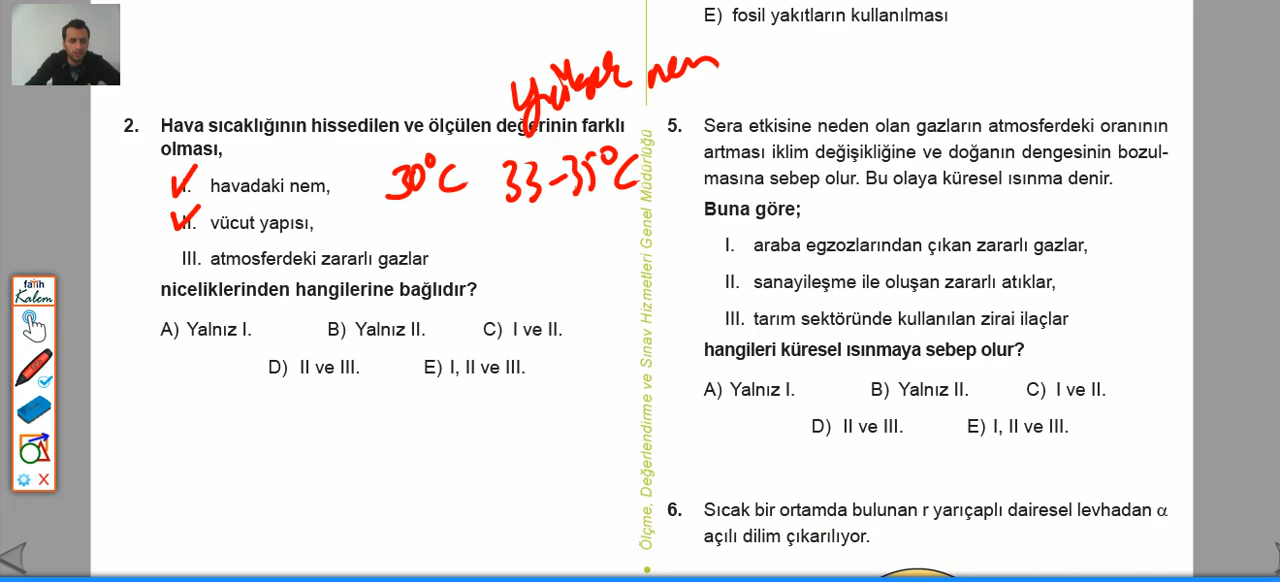 E) fosil yakıtların kullanılması
yüksek nem
2. Hava sıcaklığının hissedilen ve ölçülen değerinin farklı
olması,
I. havadaki nem,
30°C 33-35°C
II. vücut yapısı,
III. atmosferdeki zararlı gazlar
niceliklerinden hangilerine bağlıdır?
A) Yalnız I. B) Yalnız II. C) I ve II.
D) II ve III. E) I, II ve III.
fatih
Kalem
Ölçme, Değerlendirme ve Sınav Hizmetleri Genel Müdürlüğü
5. Sera etkisine neden olan gazların atmosferdeki oranının
artması iklim değişikliğine ve doğanın dengesinin bozul-
masına sebep olur. Bu olaya küresel ısınma denir.
Buna göre;
I. araba egzozlarından çıkan zararlı gazlar,
II. sanayileşme ile oluşan zararlı atıklar,
III. tarım sektöründe kullanılan zirai ilaçlar
hangileri küresel ısınmaya sebep olur?
A) Yalnız I. B) Yalnız II. C) I ve II.
D) II ve III. E) I, II ve III.
6. Sıcak bir ortamda bulunan r yarıçaplı dairesel levhadan α
açılı dilim çıkarılıyor.